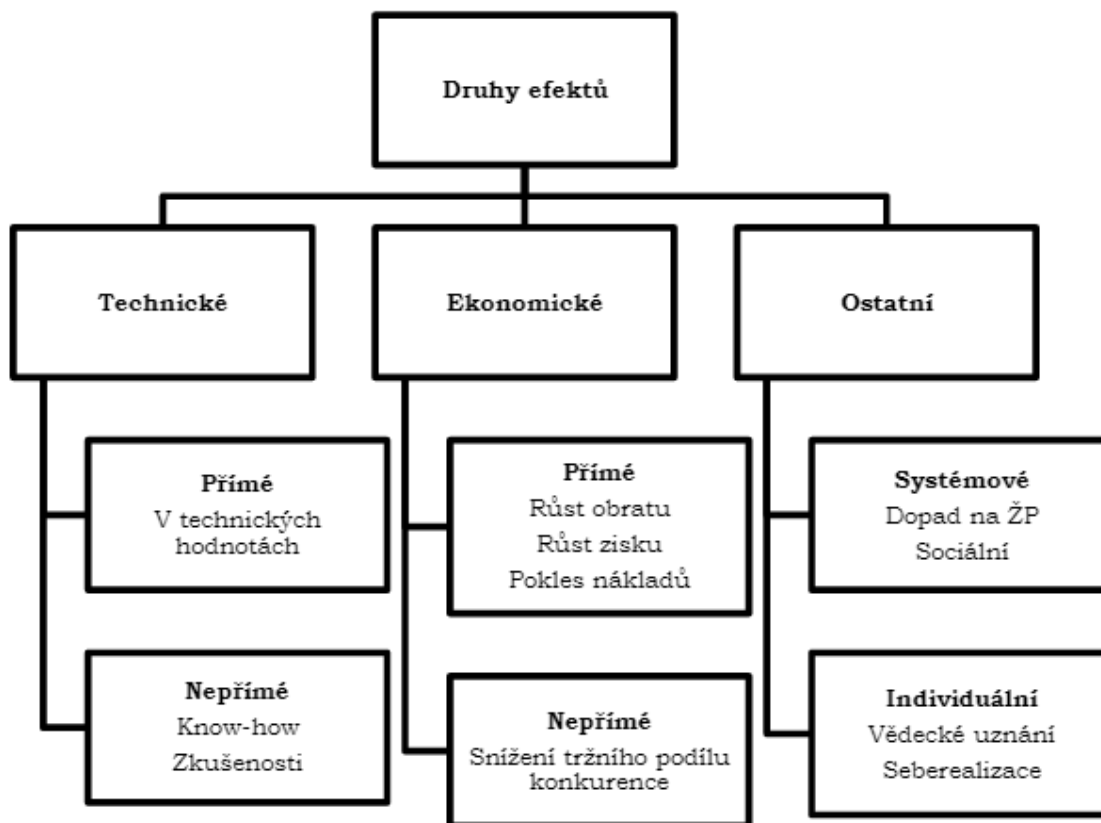 Druhy efektů
Technické
Ekonomické
Ostatní
Přímé
V technických
hodnotách
Přímé
Růst obratu
Růst zisku
Pokles nákladů
Systémové
Dopad na ŽP
Sociální
Nepřímé
Know-how
Zkušenosti
Nepřímé
Snížení tržního podílu
konkurence
Individuální
Vědecké uznání
Seberealizace